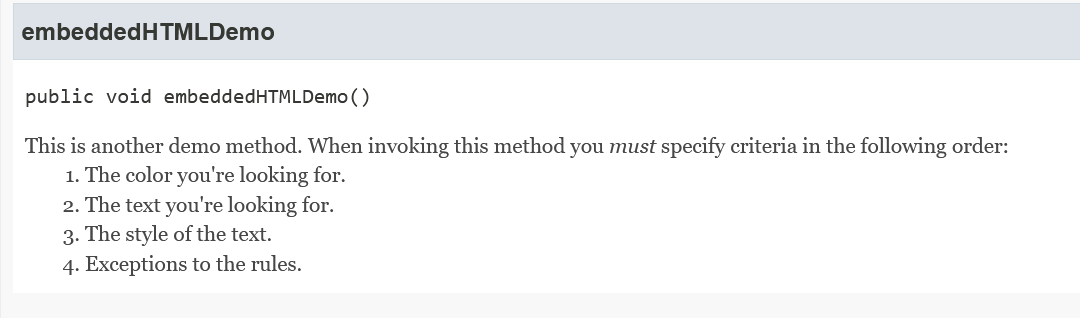 embeddedHTMLDemo
public void embeddedHTMLDemo()
This is another demo method. When invoking this method you must specify criteria in the following order:
1. The color you're looking for.
2. The text you're looking for.
3. The style of the text.
4. Exceptions to the rules.